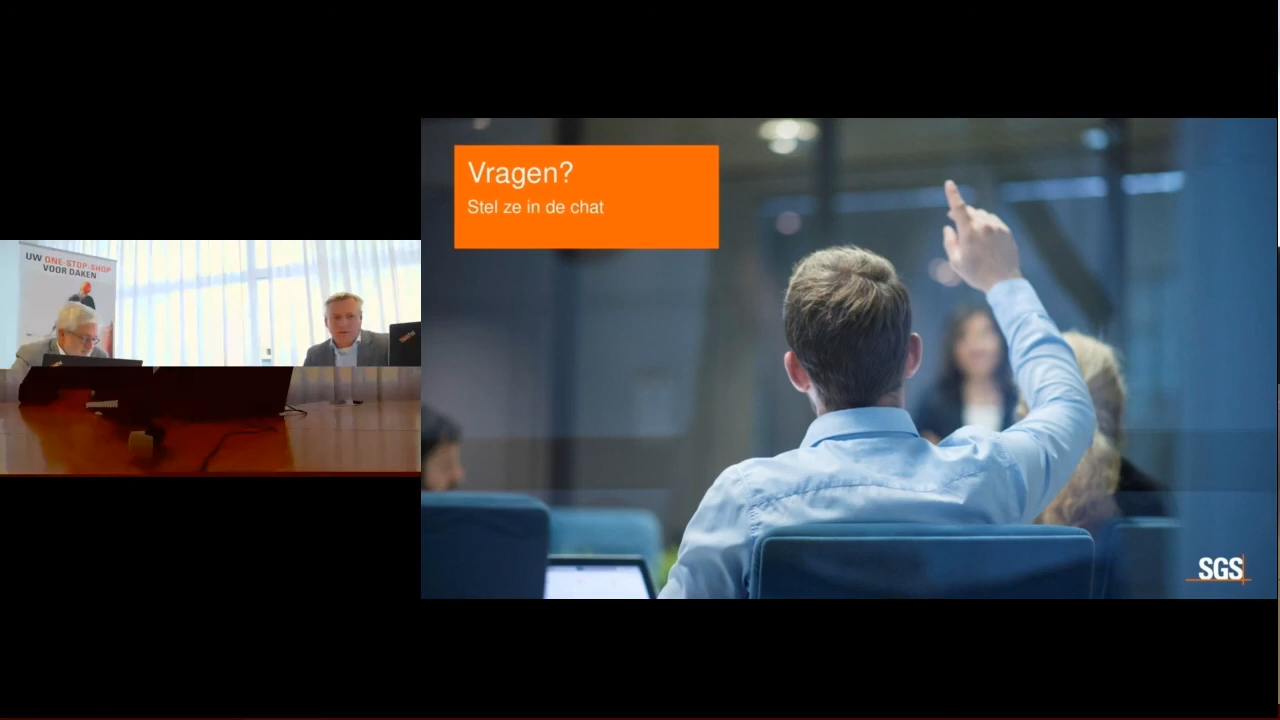 UW ONE-STOP-SHOP
VOOR DAKEN
Vragen?
Stel ze in de chat
SGS